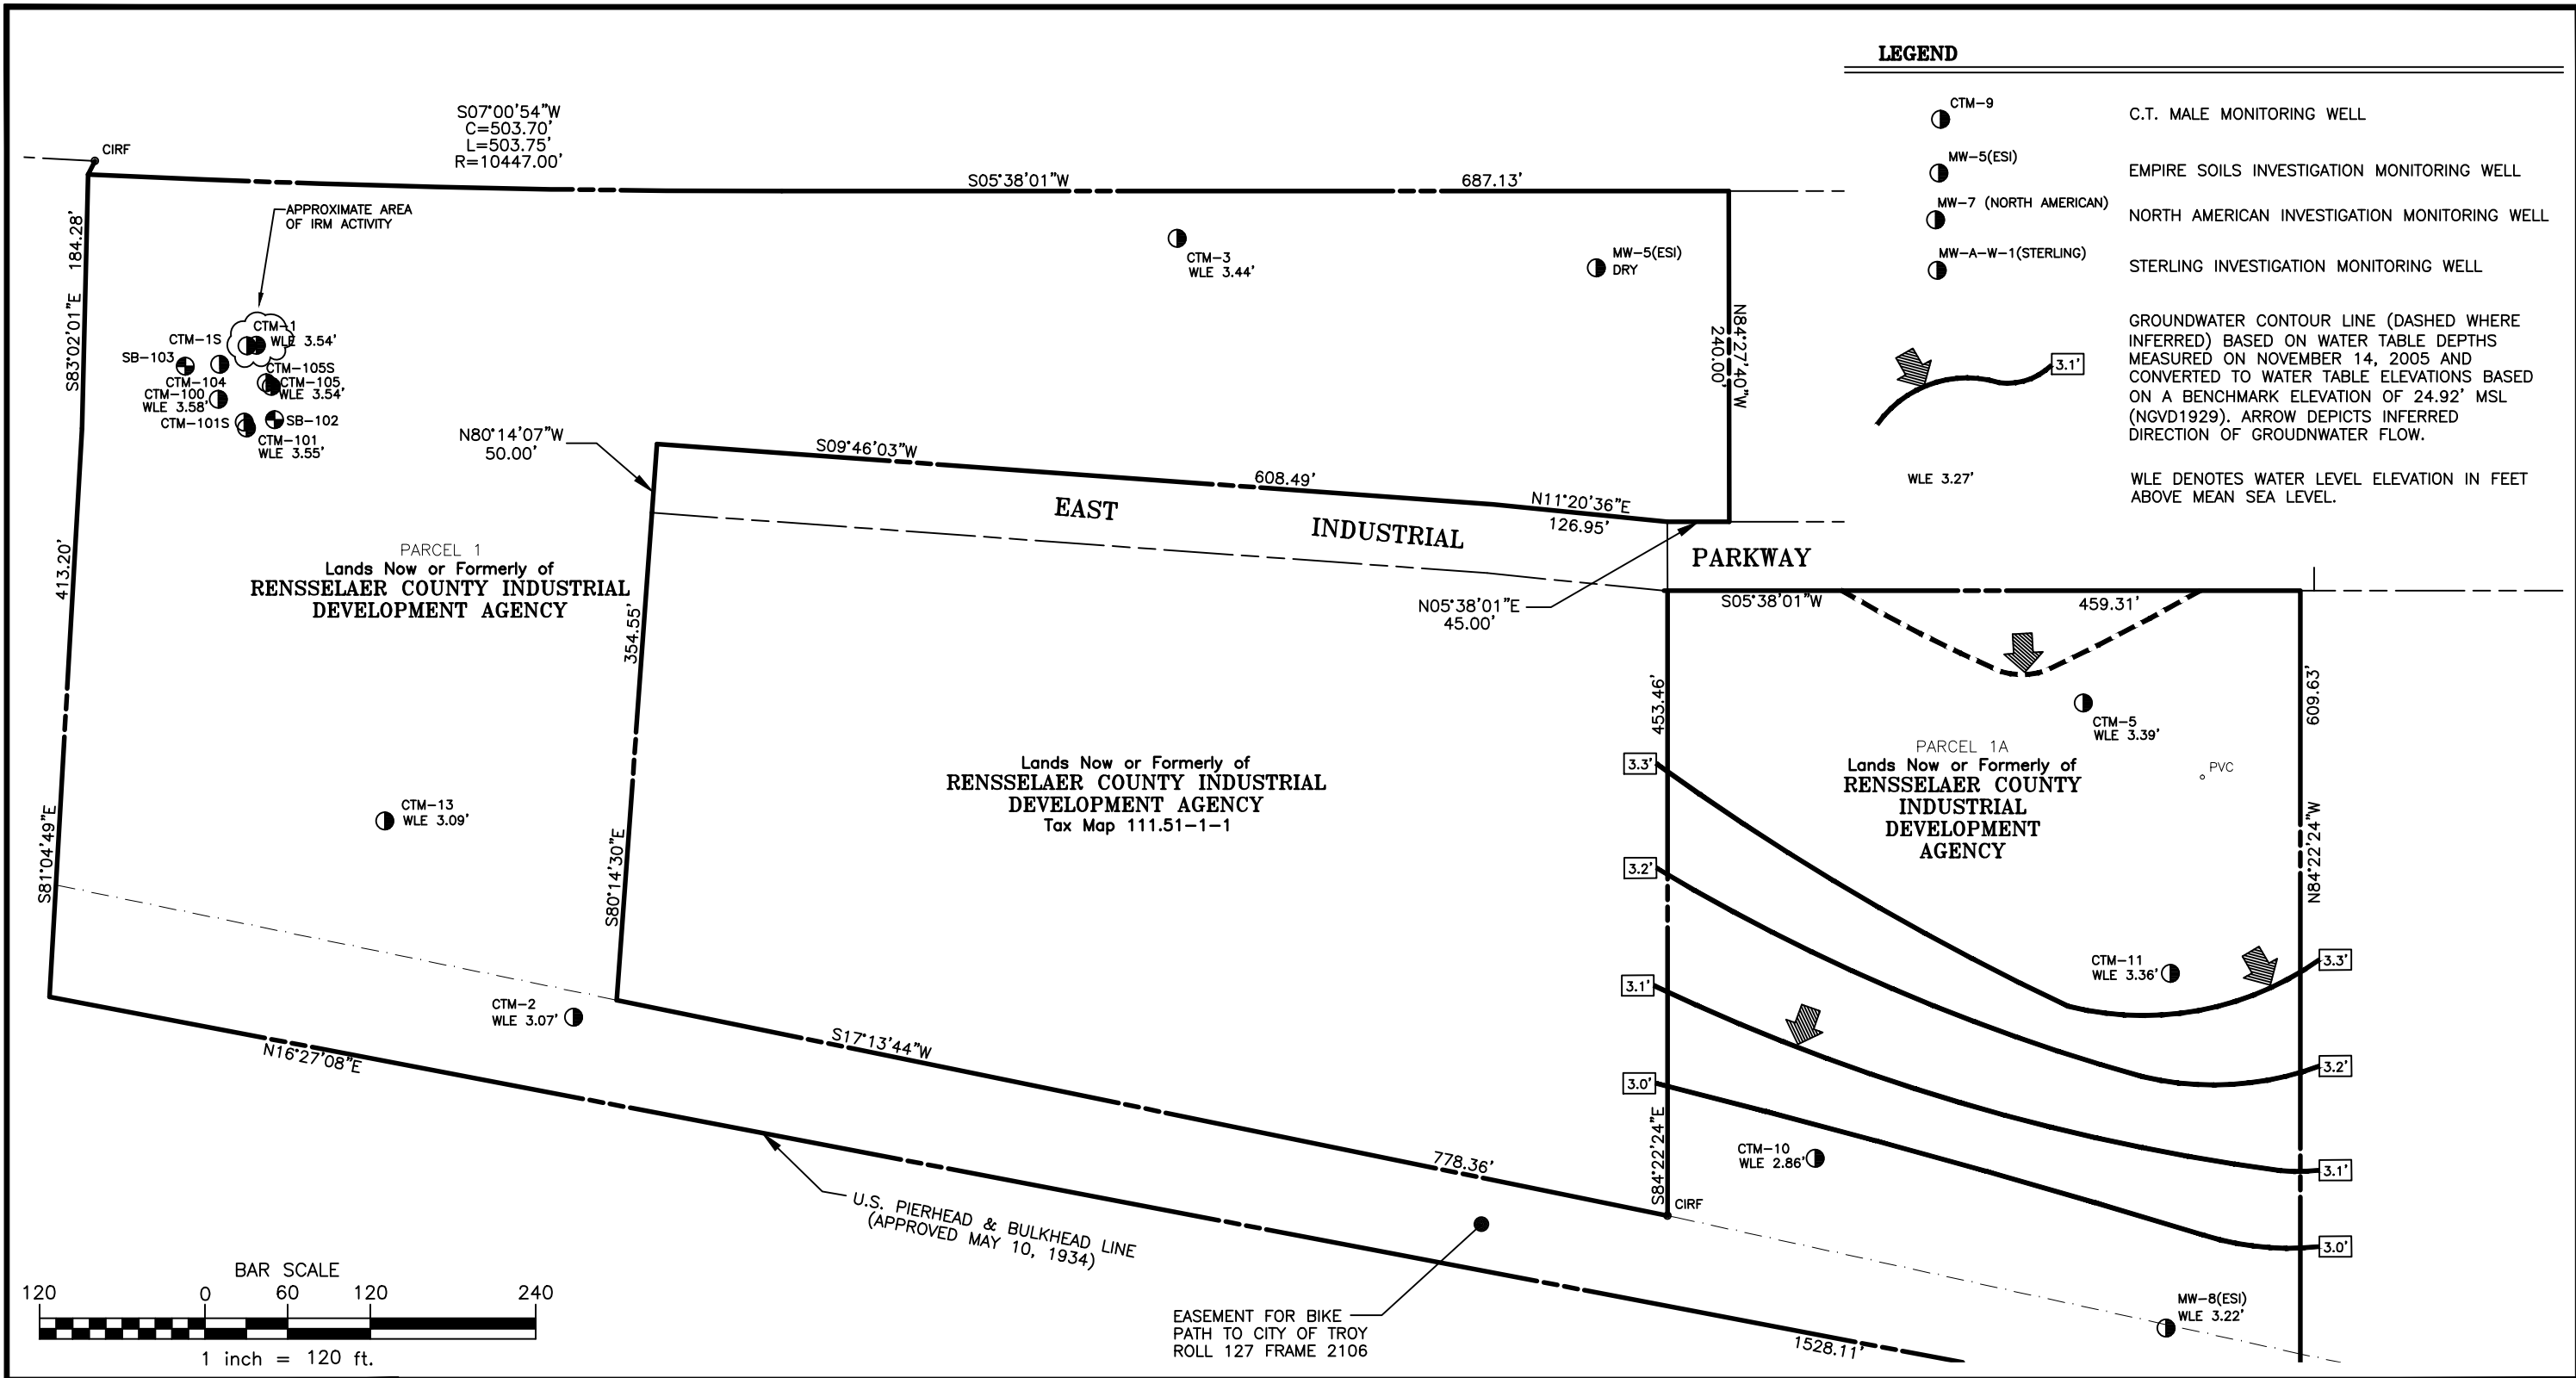 LEGEND
CTM-9
C.T. MALE MONITORING WELL
MW-5(ESI)
EMPIRE SOILS INVESTIGATION MONITORING WELL
MW-7 (NORTH AMERICAN)
NORTH AMERICAN INVESTIGATION MONITORING WELL
MW-A-W-1(STERLING)
STERLING INVESTIGATION MONITORING WELL
3.1'
GROUNDWATER CONTOUR LINE (DASHED WHERE
INFERRED) BASED ON WATER TABLE DEPTHS
MEASURED ON NOVEMBER 14, 2005 AND
CONVERTED TO WATER TABLE ELEVATIONS BASED
ON A BENCHMARK ELEVATION OF 24.92' MSL
(NGVD1929). ARROW DEPICTS INFERRED
DIRECTION OF GROUDNWATER FLOW.
WLE 3.27'
WLE DENOTES WATER LEVEL ELEVATION IN FEET
ABOVE MEAN SEA LEVEL.
S07°00'54"W
C=503.70'
L=503.75'
R=10447.00'
CIRF
S05°38'01"W
687.13'
184.28'
S83°02'01"E
APPROXIMATE AREA
OF IRM ACTIVITY
CTM-3
WLE 3.44'
MW-5(ESI)
DRY
N84°27'40"W
240.00'
CTM-1
WLE 3.54'
CTM-1S
SB-103
CTM-104
CTM-105S
CTM-105
WLE 3.54'
CTM-100
WLE 3.58'
CTM-101S
SB-102
CTM-101
WLE 3.55'
N80°14'07"W
50.00'
S09°46'03"W
608.49'
N11°20'36"E
126.95'
EAST
INDUSTRIAL
PARKWAY
413.20'
PARCEL 1
Lands Now or Formerly of
RENSSELAER COUNTY INDUSTRIAL
DEVELOPMENT AGENCY
354.55'
N05°38'01"E
45.00'
S05°38'01"W
459.31'
453.46'
609.63'
CTM-5
WLE 3.39'
PVC
PARCEL 1A
Lands Now or Formerly of
RENSSELAER COUNTY
INDUSTRIAL
DEVELOPMENT
AGENCY
Lands Now or Formerly of
RENSSELAER COUNTY INDUSTRIAL
DEVELOPMENT AGENCY
Tax Map 111.51-1-1
3.3'
3.2'
3.1'
3.0'
CTM-13
WLE 3.09'
S81°04'49"E
S80°14'30"E
N84°22'24"W
CTM-11
WLE 3.36'
3.3'
3.2'
3.1'
3.0'
CTM-2
WLE 3.07'
N16°27'08"E
S17°13'44"W
778.36'
S84°22'24"E
CTM-10
WLE 2.86'
CIRF
U.S. PIERHEAD & BULKHEAD LINE
(APPROVED MAY 10, 1934)
MW-8(ESI)
WLE 3.22'
1528.11'
EASEMENT FOR BIKE
PATH TO CITY OF TROY
ROLL 127 FRAME 2106
BAR SCALE
120 0 60 120 240
1 inch = 120 ft.